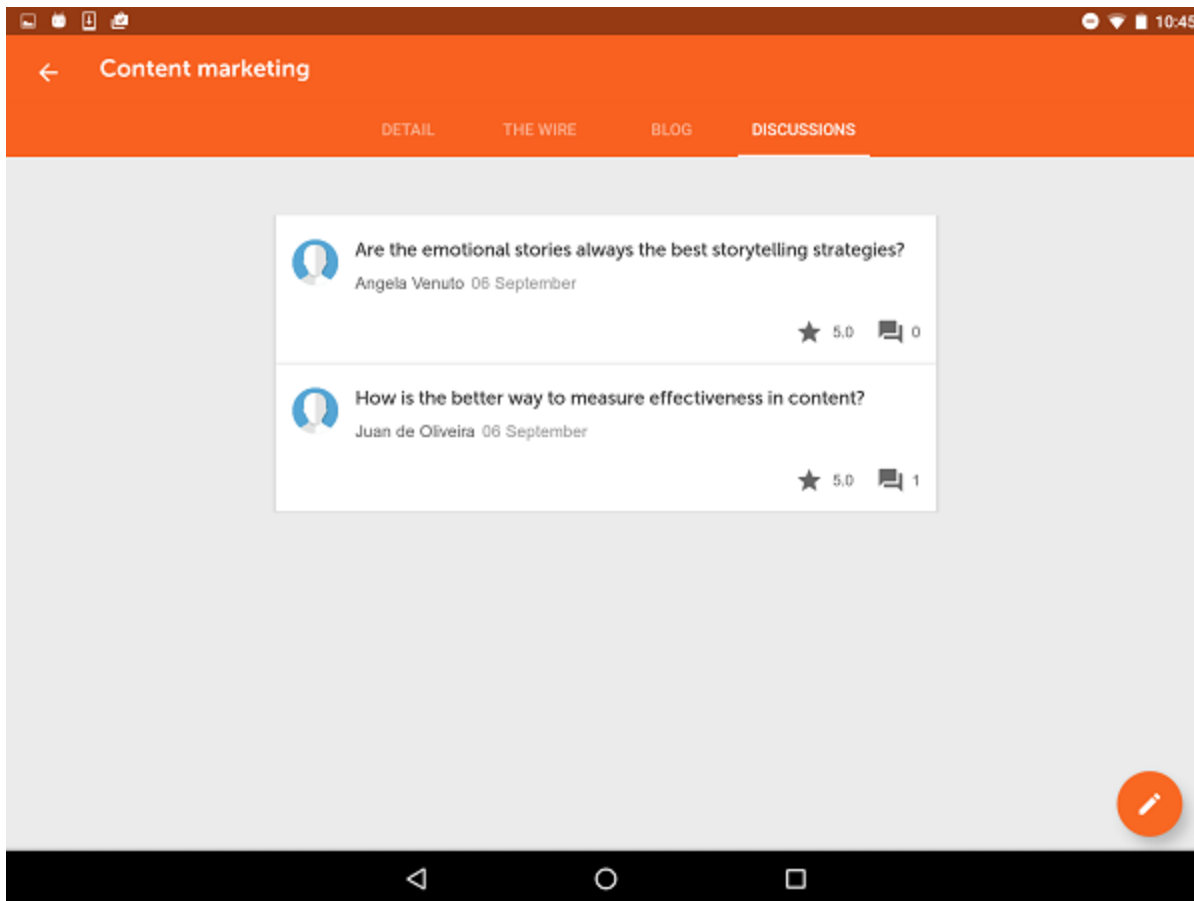 10:45
Content marketing
DETAIL THE WIRE BLOG DISCUSSIONS
Are the emotional stories always the best storytelling strategies?
Angela Venuto 06 September
5.0 0
How is the better way to measure effectiveness in content?
Juan de Oliveira 06 September
5.0 1